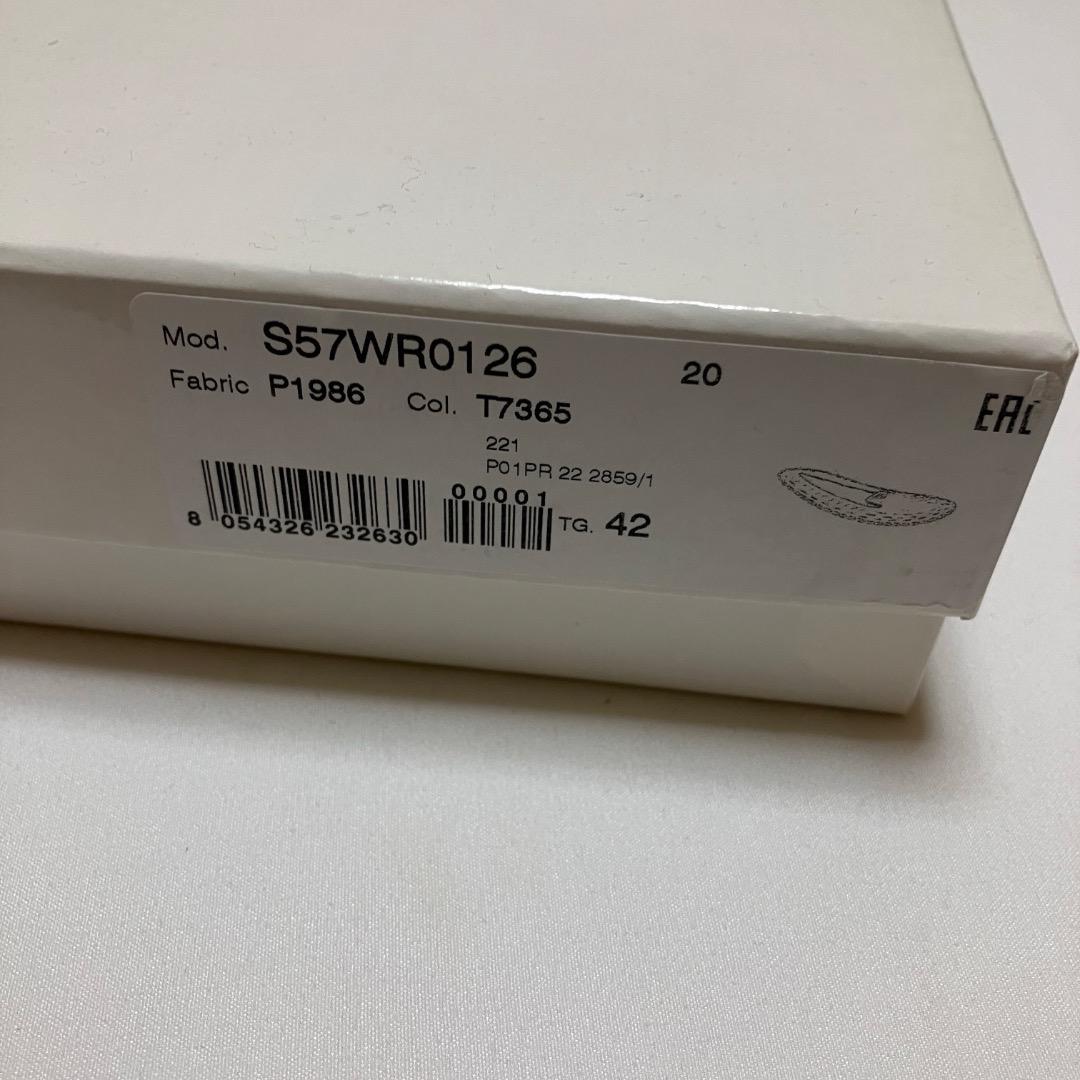 Mod. S57WR0126 20
Fabric P1986 Col. T7365
EAC
221
P01PR 22 2859/1
00001
8 054326 232630
TG. 42